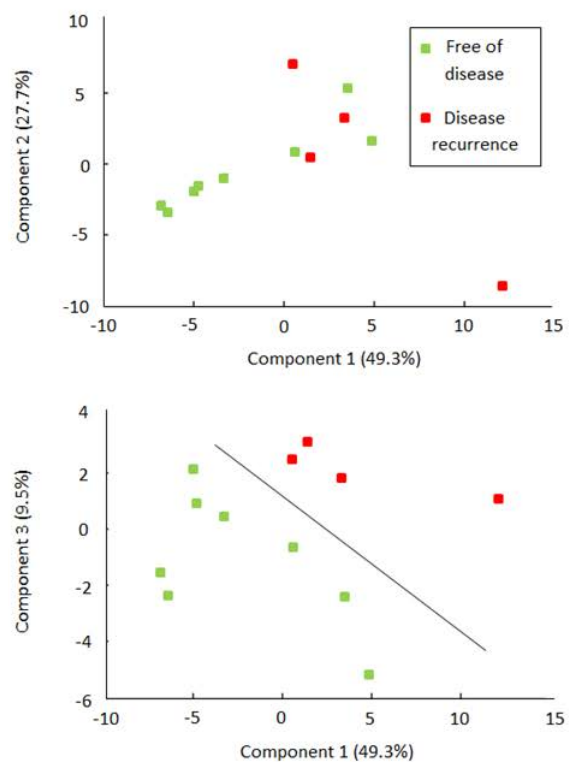 10
5
0
-5
-10
-10 -5 0 5 10 15
Component 2 (27.7%)
Component 1 (49.3%)
Free of
disease
Disease
recurrence
4
2
0
-2
-4
-6
-10 -5 0 5 10 15
Component 3 (9.5%)
Component 1 (49.3%)